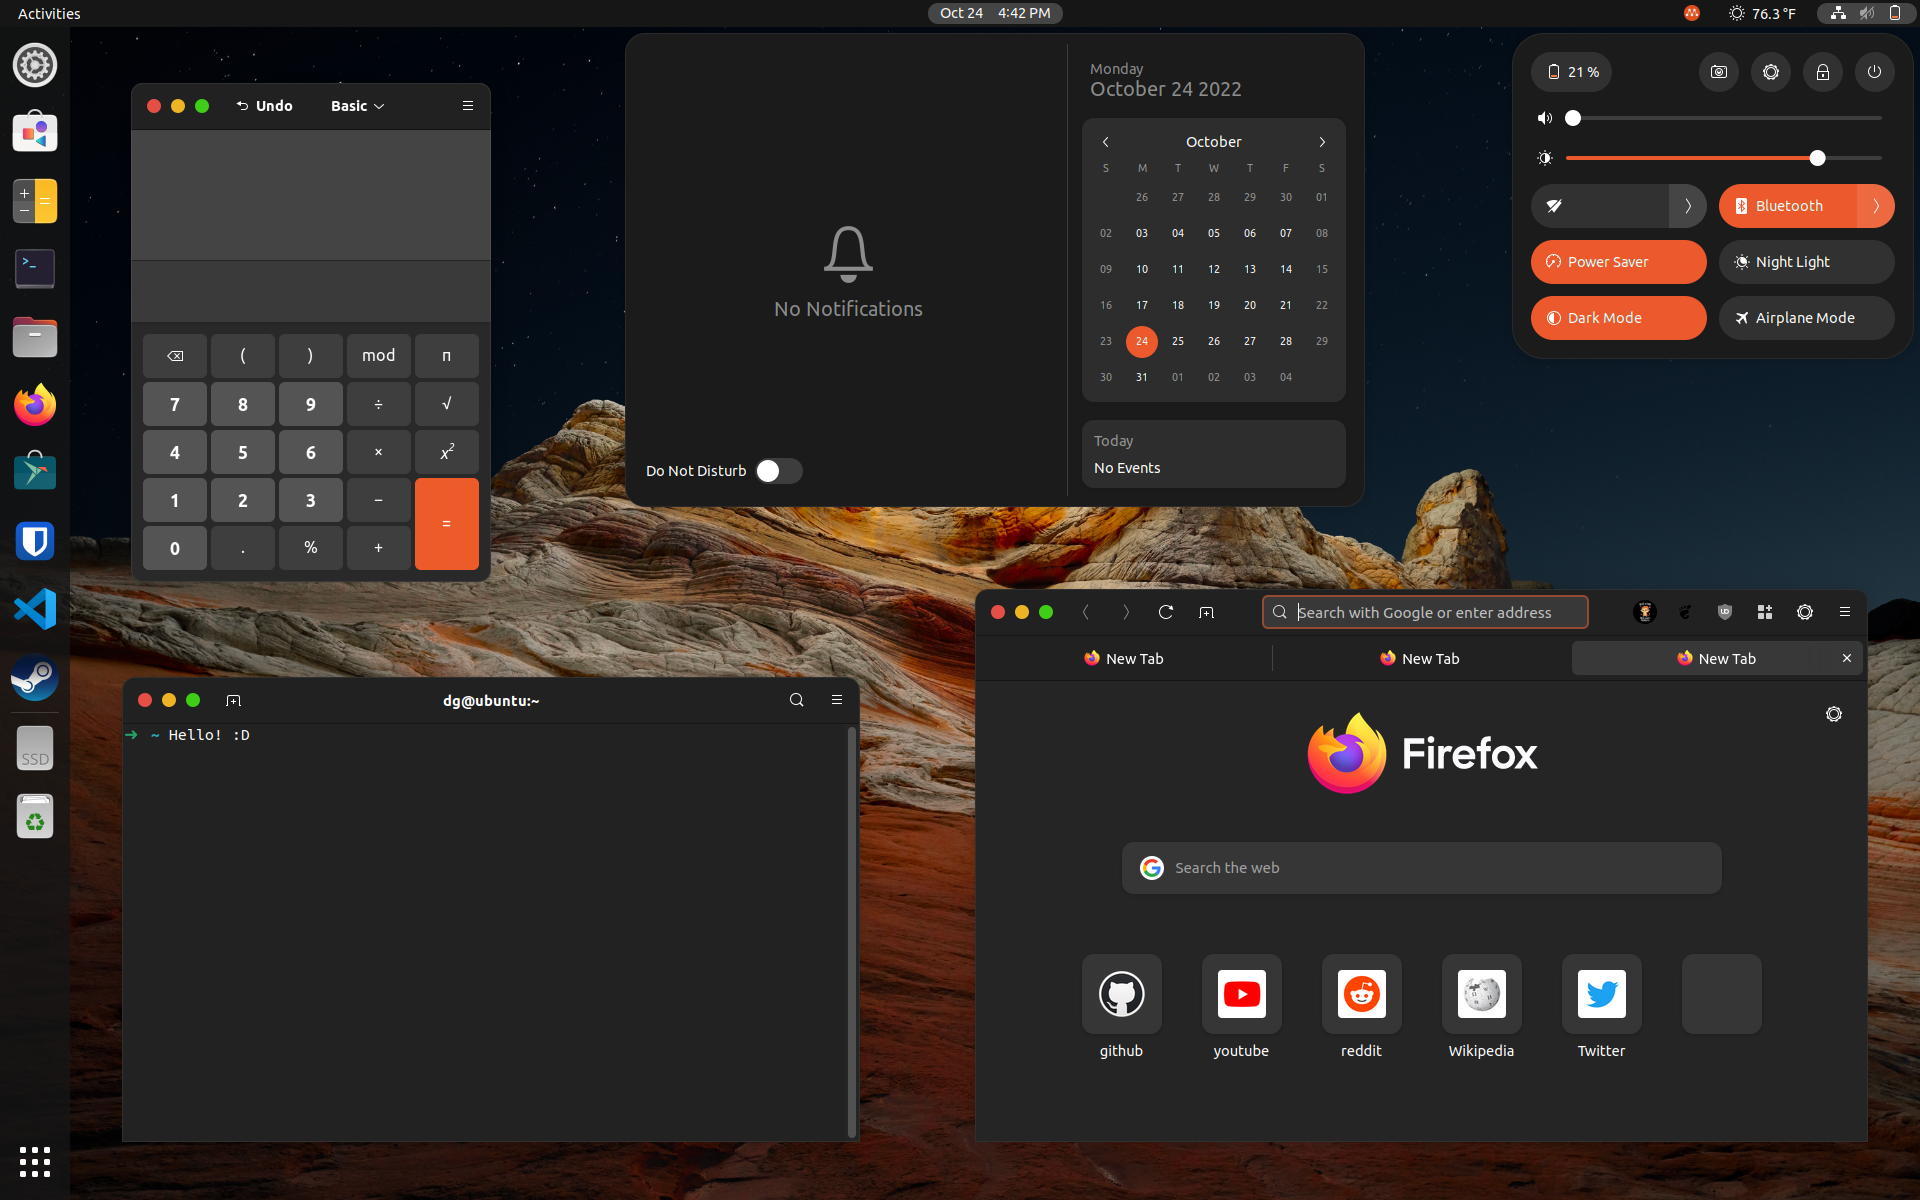 Activities
Oct 24 4:42 PM
76.3 °F
Undo Basic
( ) mod π
7 8 9 ÷ √
4 5 6 × x²
1 2 3 −
0 . % +
=
No Notifications
Do Not Disturb
Monday
October 24 2022
October
S M T W T F S
26 27 28 29 30 01
02 03 04 05 06 07 08
09 10 11 12 13 14 15
16 17 18 19 20 21 22
23 24 25 26 27 28 29
30 31 01 02 03 04
Today
No Events
21 %
Bluetooth
Power Saver
Night Light
Dark Mode
Airplane Mode
SSD
dg@ubuntu:~
➜ ~ Hello! :D
Search with Google or enter address
New Tab
New Tab
New Tab
Firefox
Search the web
github
youtube
reddit
Wikipedia
Twitter